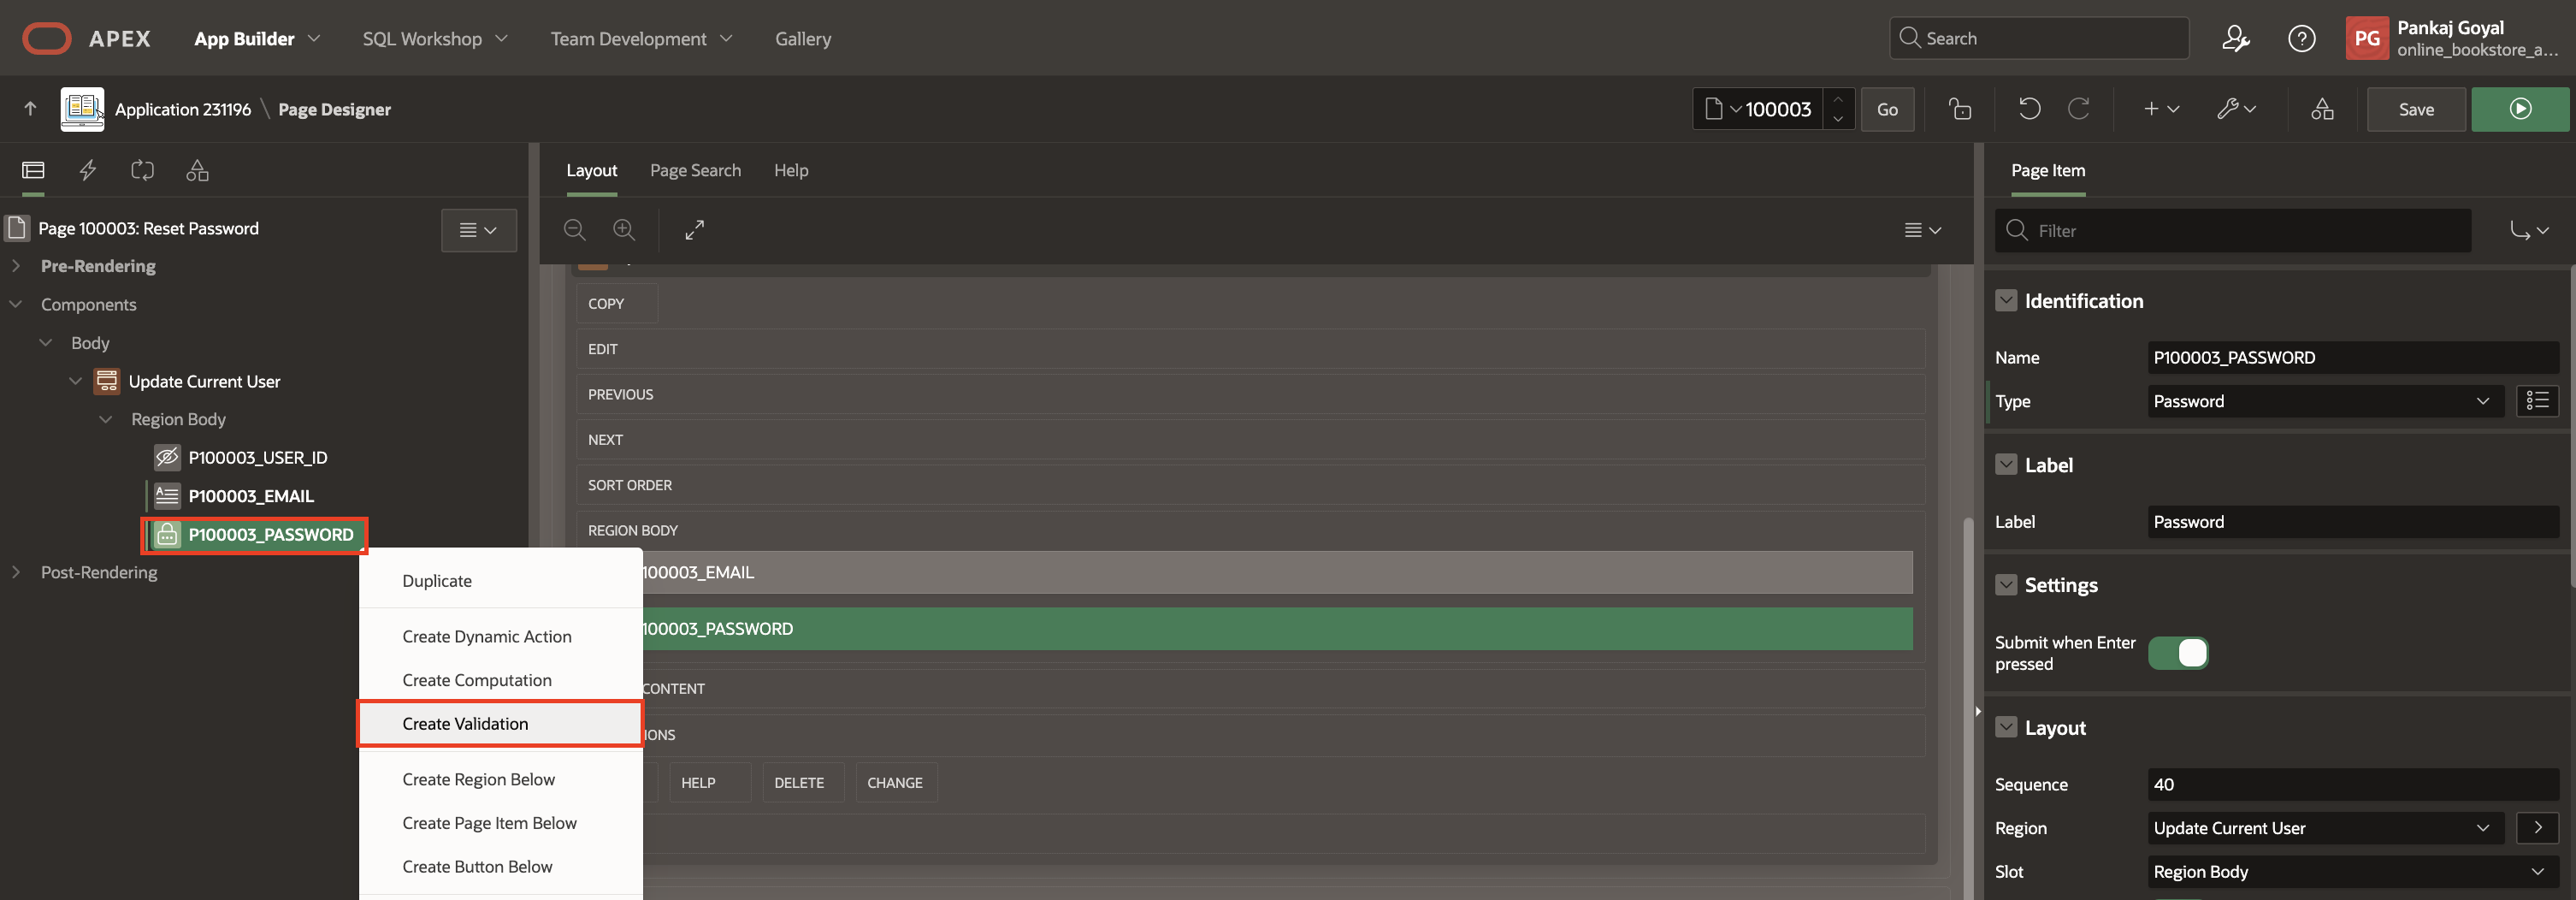 APEX App Builder SQL Workshop Team Development Gallery Search PG Pankaj Goyal
online_bookstore_a...
Application 231196 \ Page Designer 100003 Go Save
Layout Page Search Help Page Item
Page 100003: Reset Password
Filter
Pre-Rendering
Components
Body
Update Current User
Region Body
P100003_USER_ID
P100003_EMAIL
P100003_PASSWORD
Post-Rendering
Duplicate
Create Dynamic Action
Create Computation
Create Validation
Create Region Below
Create Page Item Below
Create Button Below
COPY
EDIT
PREVIOUS
NEXT
SORT ORDER
REGION BODY
100003_EMAIL
100003_PASSWORD
CONTENT
IONS
HELP DELETE CHANGE
Identification
Name P100003_PASSWORD
Type Password
Label
Label Password
Settings
Submit when Enter
pressed
Layout
Sequence 40
Region Update Current User
Slot Region Body